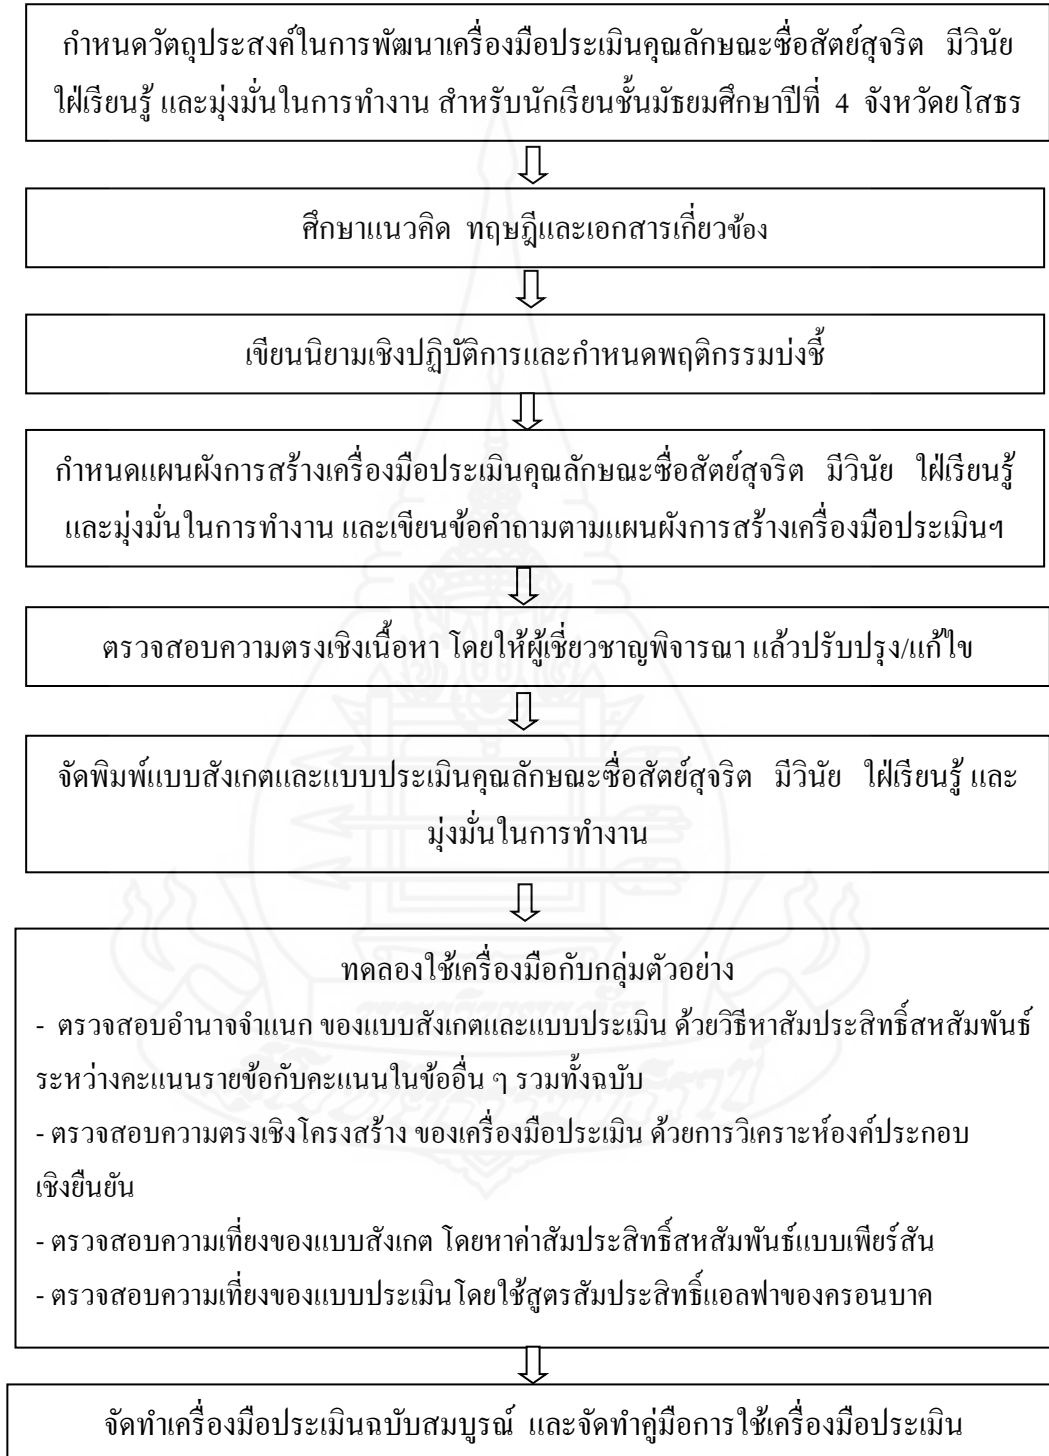 กำหนดวัตถุประสงค์ในการพัฒนาเครื่องมือประเมินคุณลักษณะซื่อสัตย์สุจริต มีวินัย
ใฝ่เรียนรู้ และมุ่งมั่นในการทำงาน สำหรับนักเรียนชั้นมัธยมศึกษาปีที่ 4 จังหวัดยโสธร
ศึกษาแนวคิด ทฤษฎีและเอกสารเกี่ยวข้อง
เขียนนิยามเชิงปฏิบัติการและกำหนดพฤติกรรมบ่งชี้
กำหนดแผนผังการสร้างเครื่องมือประเมินคุณลักษณะซื่อสัตย์สุจริต มีวินัย ใฝ่เรียนรู้
และมุ่งมั่นในการทำงาน และเขียนข้อคำถามตามแผนผังการสร้างเครื่องมือประเมินฯ
ตรวจสอบความตรงเชิงเนื้อหา โดยให้ผู้เชี่ยวชาญพิจารณา แล้วปรับปรุง/แก้ไข
จัดพิมพ์แบบสังเกตและแบบประเมินคุณลักษณะซื่อสัตย์สุจริต มีวินัย ใฝ่เรียนรู้ และ
มุ่งมั่นในการทำงาน
ทดลองใช้เครื่องมือกับกลุ่มตัวอย่าง
- ตรวจสอบอำนาจจำแนก ของแบบสังเกตและแบบประเมิน ด้วยวิธีหาสัมประสิทธิ์สหสัมพันธ์
ระหว่างคะแนนรายข้อกับคะแนนในข้ออื่น ๆ รวมทั้งฉบับ
- ตรวจสอบความตรงเชิงโครงสร้าง ของเครื่องมือประเมิน ด้วยการวิเคราะห์องค์ประกอบ
เชิงยืนยัน
- ตรวจสอบความเที่ยงของแบบสังเกต โดยหาค่าสัมประสิทธิ์สหสัมพันธ์แบบเพียร์สัน
- ตรวจสอบความเที่ยงของแบบประเมินโดยใช้สูตรสัมประสิทธิ์แอลฟาของครอนบาค
จัดทำเครื่องมือประเมินฉบับสมบูรณ์ และจัดทำคู่มือการใช้เครื่องมือประเมิน